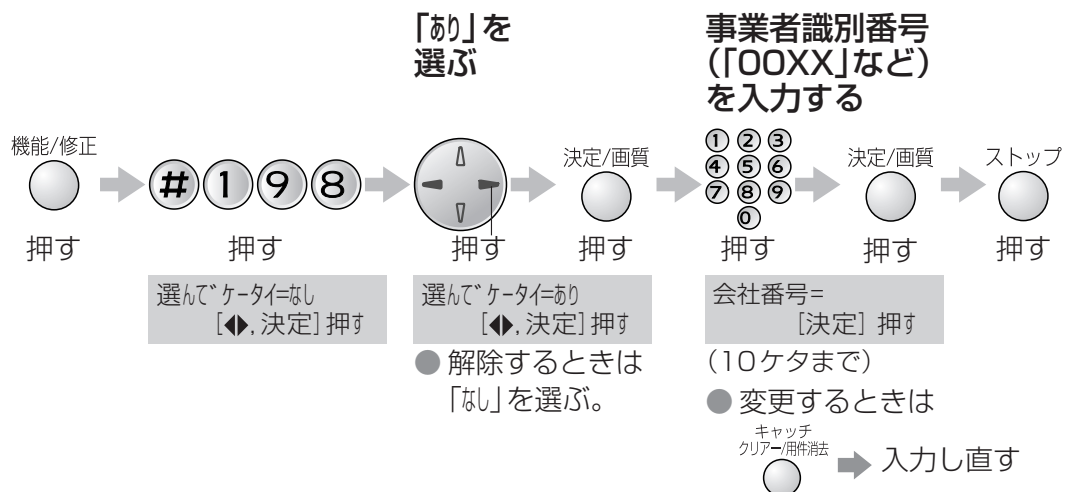 「あり」を
選ぶ
事業者識別番号
(「00XX」など)
を入力する
機能/修正
#198
決定/画質
1 2 3
4 5 6
7 8 9
0
決定/画質
ストップ
押す
押す
押す
押す
押す
押す
押す
選んで ケータイ=なし
[◀▶, 決定] 押す
選んで ケータイ=あり
[◀▶, 決定] 押す
会社番号=
[決定] 押す
● 解除するときは
「なし」を選ぶ。
(10ケタまで)
● 変更するときは
キャッチ
クリアー/用件消去
入力し直す